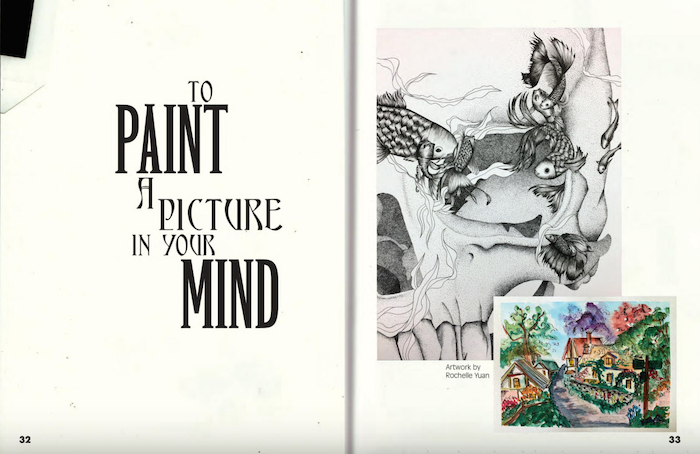 TO
PAINT
A
PICTURE
IN YOUR
MIND
Artwork by
Rochelle Yuan
32
33